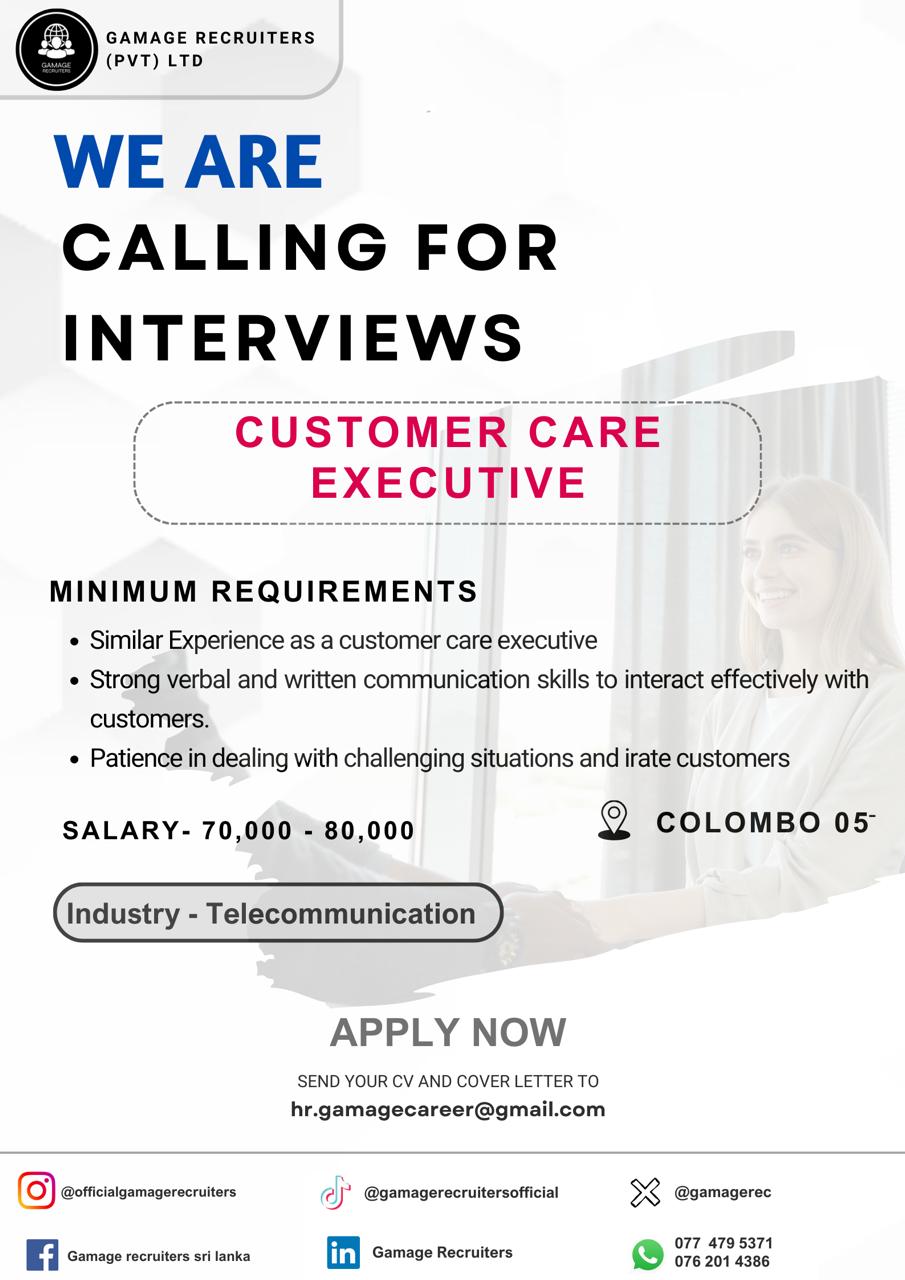 GAMAGE
RECRUITERS
GAMAGE RECRUITERS
(PVT) LTD
WE ARE
CALLING FOR
INTERVIEWS
CUSTOMER CARE
EXECUTIVE
MINIMUM REQUIREMENTS
• Similar Experience as a customer care executive
• Strong verbal and written communication skills to interact effectively with
customers.
• Patience in dealing with challenging situations and irate customers
SALARY- 70,000 - 80,000
COLOMBO 05-
Industry - Telecommunication
APPLY NOW
SEND YOUR CV AND COVER LETTER TO
hr.gamagecareer@gmail.com
@officialgamagerecruiters
@gamagerecruitersofficial
@gamagerec
Gamage recruiters sri lanka
in
Gamage Recruiters
077 479 5371
076 201 4386